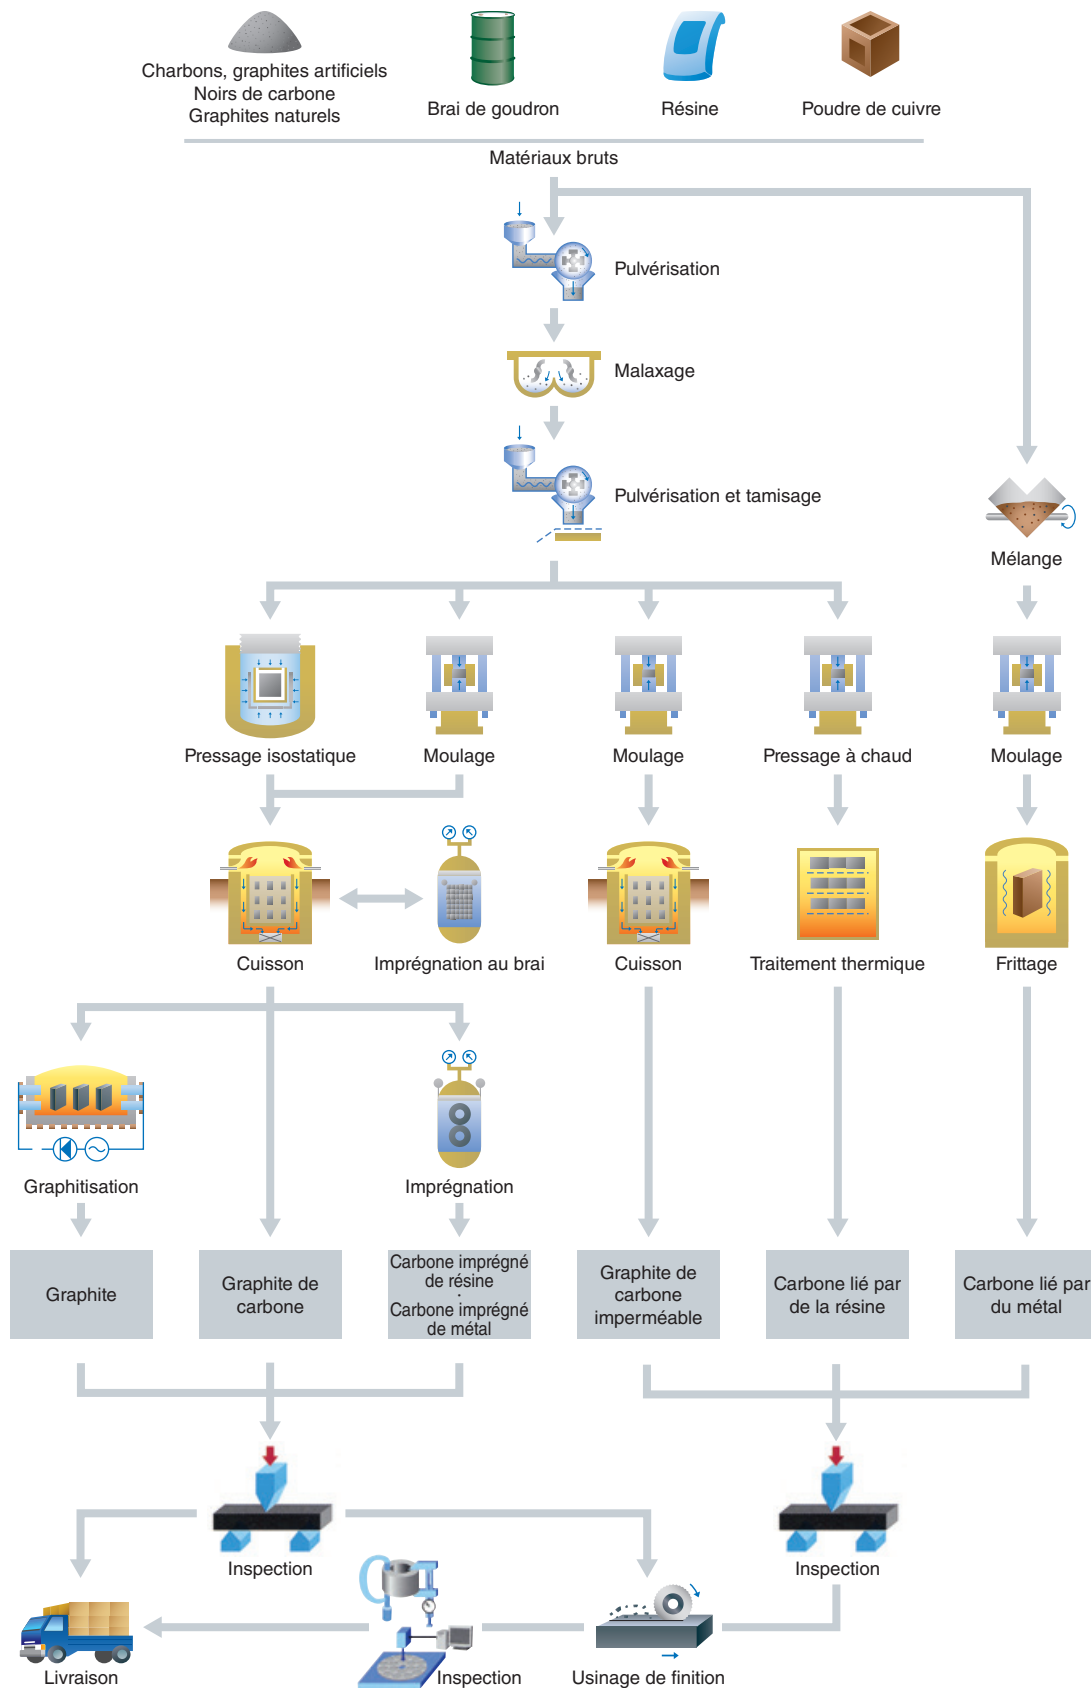 Charbons, graphites artificiels
Noirs de carbone
Graphites naturels
Brai de goudron
Résine
Poudre de cuivre
Matériaux bruts
Pulvérisation
Malaxage
Pulvérisation et tamisage
Mélange
Pressage isostatique
Moulage
Moulage
Pressage à chaud
Moulage
Cuisson
Imprégnation au brai
Cuisson
Traitement thermique
Frittage
Graphitisation
Imprégnation
Graphite
Graphite de
carbone
Carbone imprégné
de résine
·
Carbone imprégné
de métal
Graphite de
carbone
imperméable
Carbone lié par
de la résine
Carbone lié par
du métal
Inspection
Inspection
Livraison
Inspection
Usinage de finition